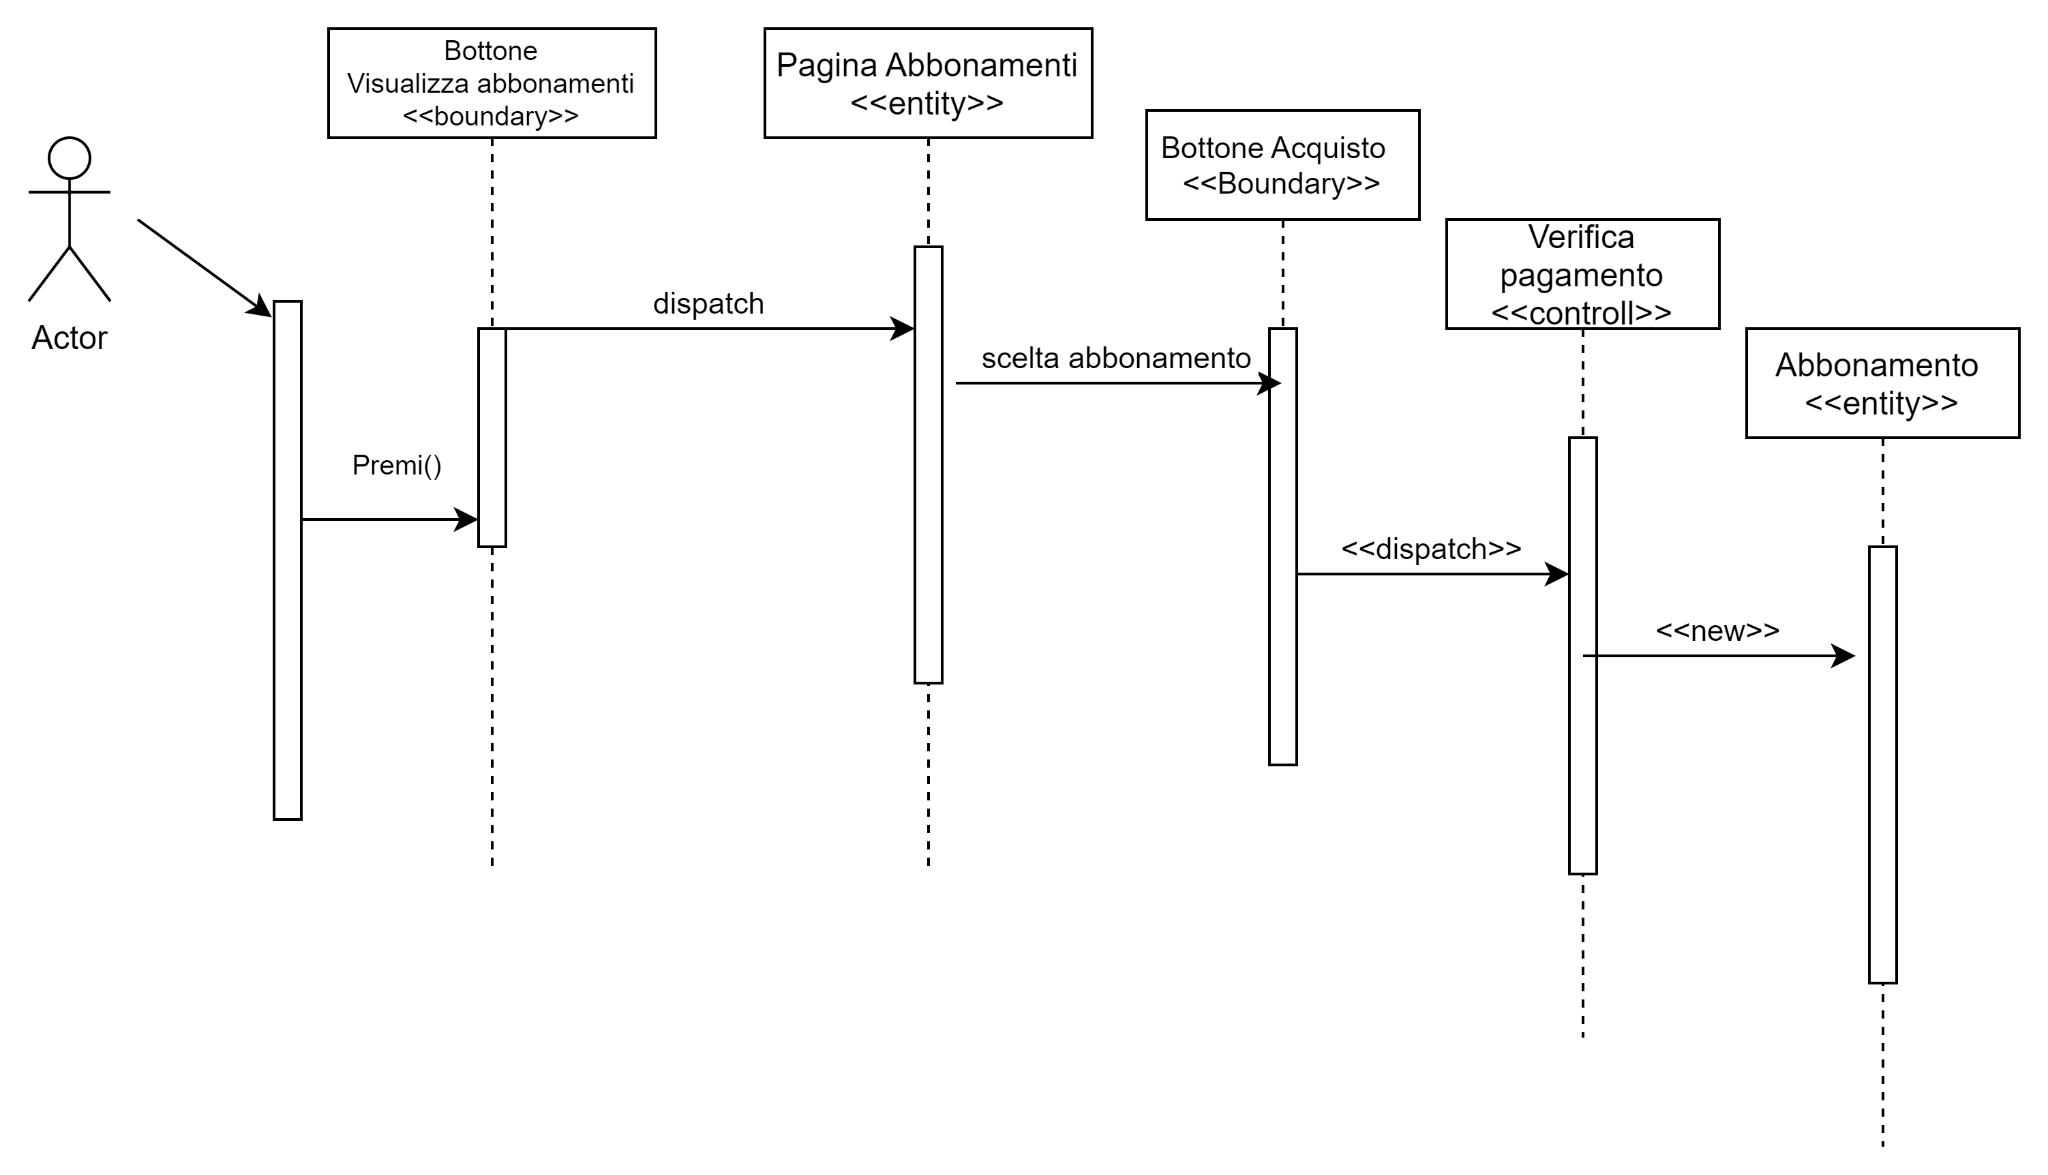 Bottone
Visualizza abbonamenti
<<boundary>>
Pagina Abbonamenti
<<entity>>
Bottone Acquisto
<<Boundary>>
Verifica
pagamento
<<controll>>
Abbonamento
<<entity>>
Actor
dispatch
scelta abbonamento
Premi()
<<dispatch>>
<<new>>